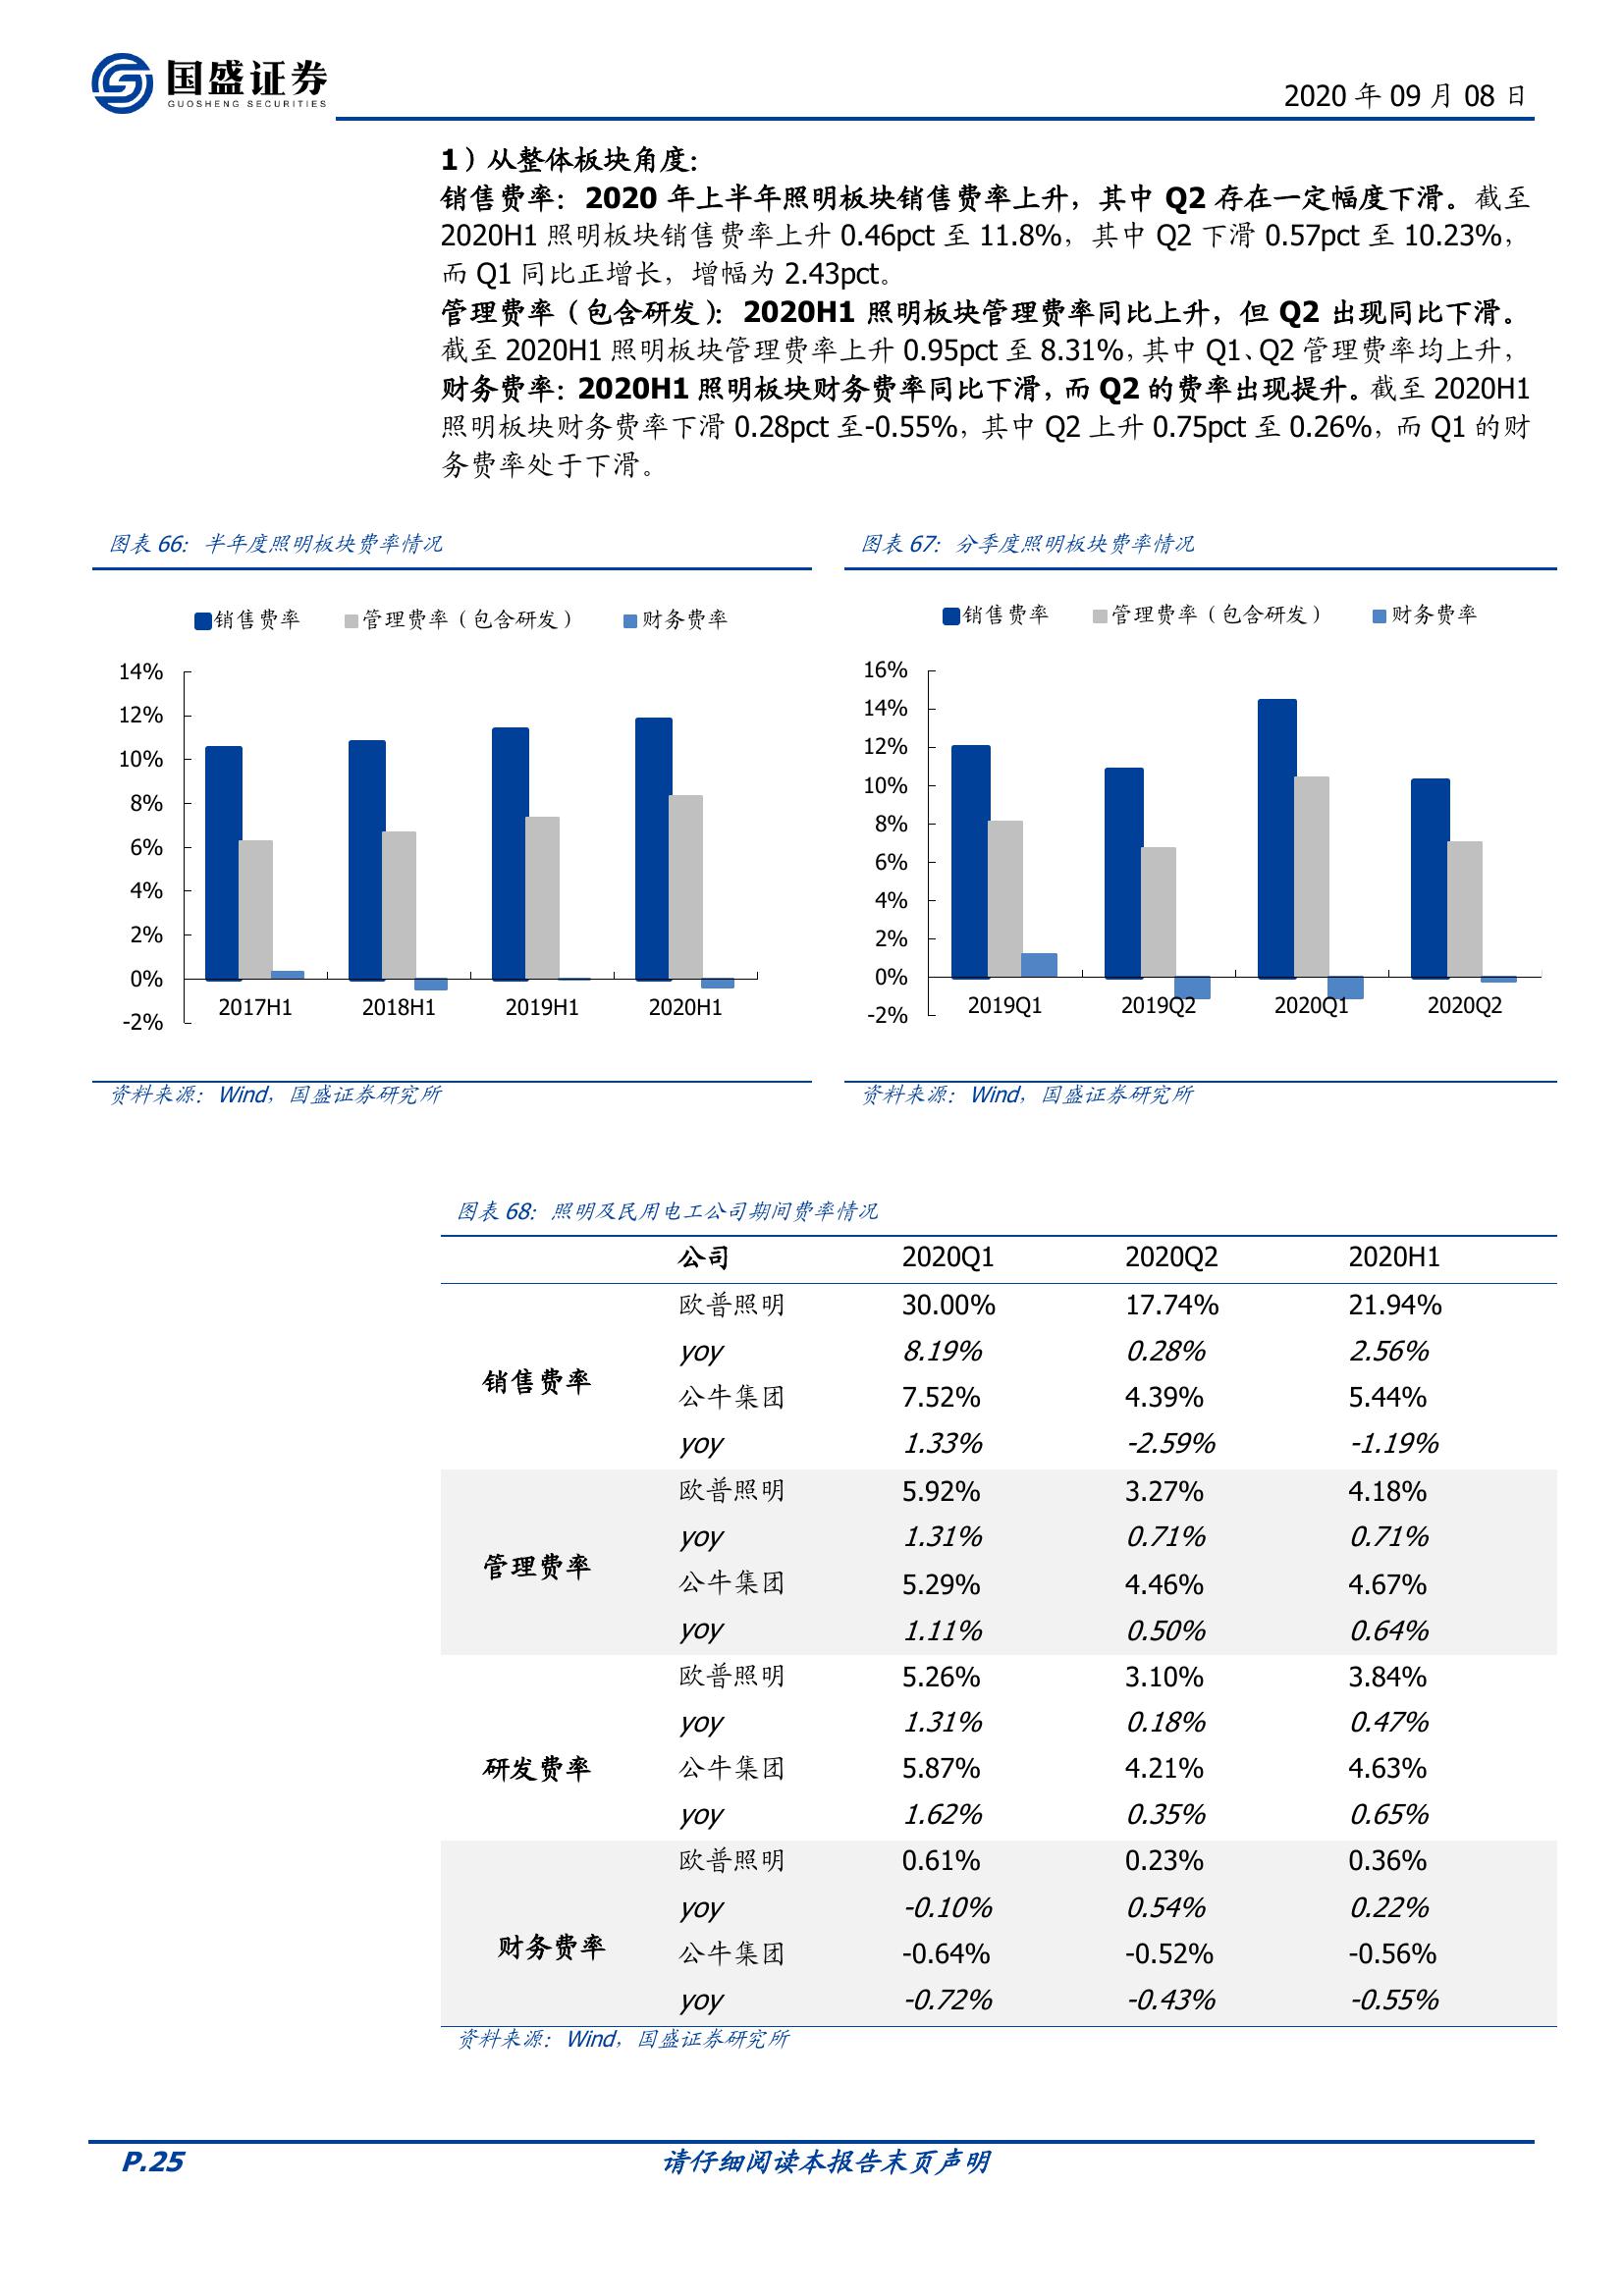 国盛证券
GUOSHENG SECURITIES
2020 年 09 月 08 日
1）从整体板块角度：
销售费率：2020 年上半年照明板块销售费率上升，其中 Q2 存在一定幅度下滑。截至
2020H1 照明板块销售费率上升 0.46pct 至 11.8%，其中 Q2 下滑 0.57pct 至 10.23%，
而 Q1 同比正增长，增幅为 2.43pct。
管理费率（包含研发）：2020H1 照明板块管理费率同比上升，但 Q2 出现同比下滑。
截至 2020H1 照明板块管理费率上升 0.95pct 至 8.31%，其中 Q1、Q2 管理费率均上升，
财务费率：2020H1 照明板块财务费率同比下滑，而 Q2 的费率出现提升。截至 2020H1
照明板块财务费率下滑 0.28pct 至-0.55%，其中 Q2 上升 0.75pct 至 0.26%，而 Q1 的财
务费率处于下滑。
图表 66：半年度照明板块费率情况
销售费率 管理费率（包含研发） 财务费率
14%
12%
10%
8%
6%
4%
2%
0%
-2%
2017H1 2018H1 2019H1 2020H1
资料来源：Wind，国盛证券研究所
图表 67：分季度照明板块费率情况
销售费率 管理费率（包含研发） 财务费率
16%
14%
12%
10%
8%
6%
4%
2%
0%
-2%
2019Q1 2019Q2 2020Q1 2020Q2
资料来源：Wind，国盛证券研究所
图表 68：照明及民用电工公司期间费率情况
公司 2020Q1 2020Q2 2020H1
销售费率
欧普照明 30.00% 17.74% 21.94%
yoy 8.19% 0.28% 2.56%
公牛集团 7.52% 4.39% 5.44%
yoy 1.33% -2.59% -1.19%
管理费率
欧普照明 5.92% 3.27% 4.18%
yoy 1.31% 0.71% 0.71%
公牛集团 5.29% 4.46% 4.67%
yoy 1.11% 0.50% 0.64%
研发费率
欧普照明 5.26% 3.10% 3.84%
yoy 1.31% 0.18% 0.47%
公牛集团 5.87% 4.21% 4.63%
yoy 1.62% 0.35% 0.65%
财务费率
欧普照明 0.61% 0.23% 0.36%
yoy -0.10% 0.54% 0.22%
公牛集团 -0.64% -0.52% -0.56%
yoy -0.72% -0.43% -0.55%
资料来源：Wind，国盛证券研究所
P.25 请仔细阅读本报告末页声明